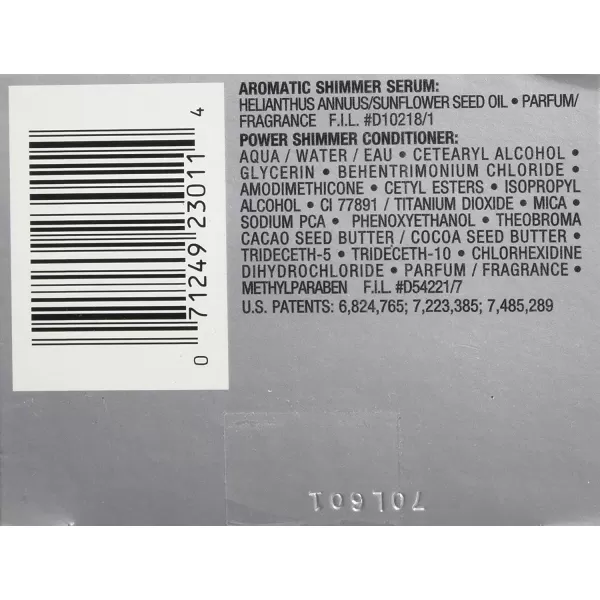 AROMATIC SHIMMER SERUM:
HELIANTHUS ANNUUS/SUNFLOWER SEED OIL • PARFUM/
FRAGRANCE F.I.L. #D10218/1
POWER SHIMMER CONDITIONER:
AQUA / WATER / EAU • CETEARYL ALCOHOL •
GLYCERIN • BEHENTRIMONIUM CHLORIDE •
AMODIMETHICONE • CETYL ESTERS • ISOPROPYL
ALCOHOL • CI 77891 / TITANIUM DIOXIDE • MICA •
SODIUM PCA • PHENOXYETHANOL • THEOBROMA
CACAO SEED BUTTER / COCOA SEED BUTTER •
TRIDECETH-5 • TRIDECETH-10 • CHLORHEXIDINE
DIHYDROCHLORIDE • PARFUM / FRAGRANCE •
METHYLPARABEN F.I.L. #D54221/7
U.S. PATENTS: 6,824,765; 7,223,385; 7,485,289
0 71249 23011 4
70L601